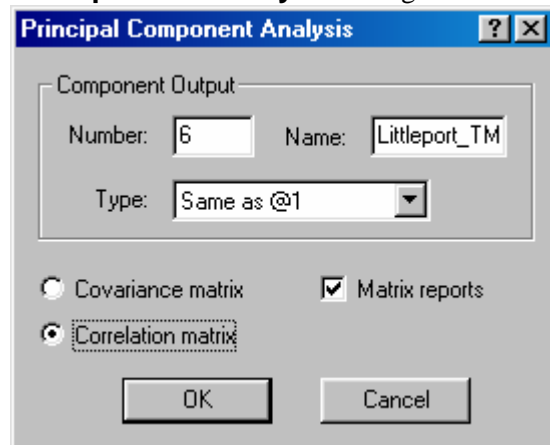 Principal Component Analysis
Component Output
Number: 6 Name: Littleport_TM
Type: Same as @1
Covariance matrix
Matrix reports
Correlation matrix
OK Cancel